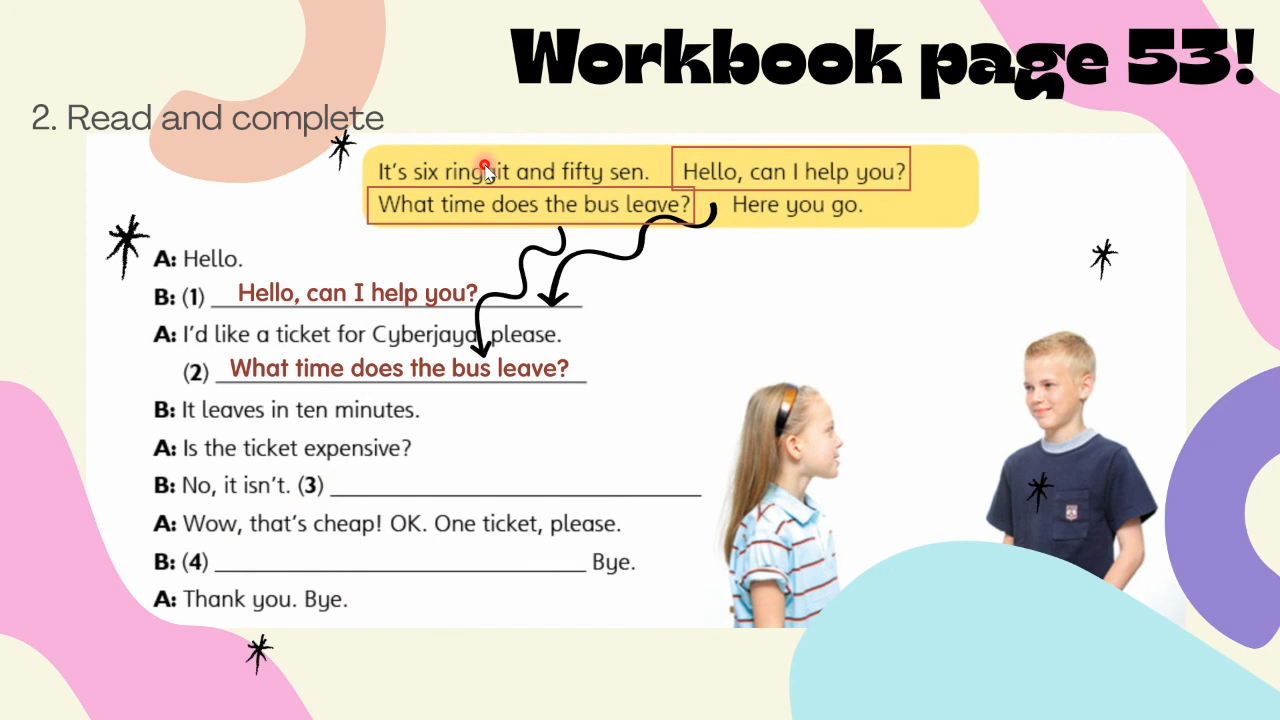 Workbook page 53!
2. Read and complete
It's six ringgit and fifty sen. Hello, can I help you?
What time does the bus leave? Here you go.
A: Hello.
B: (1) Hello, can I help you?
A: I'd like a ticket for Cyberjaya, please.
(2) What time does the bus leave?
B: It leaves in ten minutes.
A: Is the ticket expensive?
B: No, it isn't. (3) ____________________
A: Wow, that's cheap! OK. One ticket, please.
B: (4) ____________________ Bye.
A: Thank you. Bye.